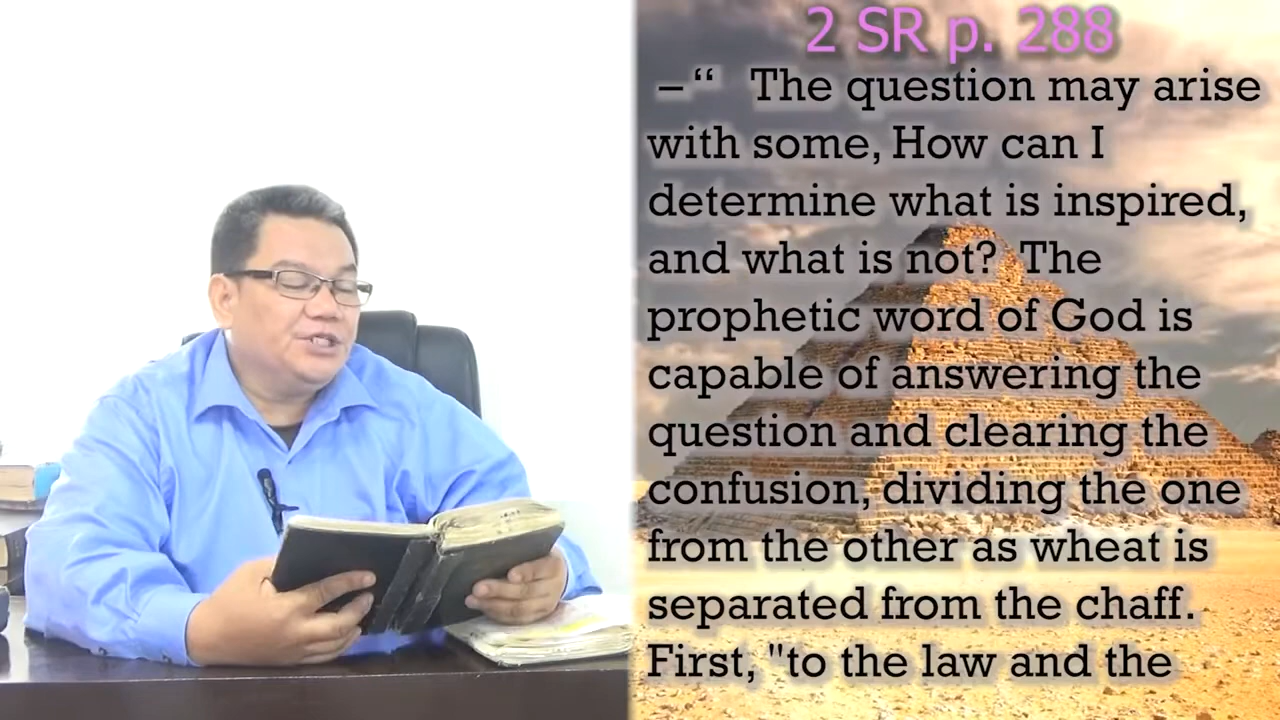 2 SR p. 288
–“ The question may arise
with some, How can I
determine what is inspired,
and what is not? The
prophetic word of God is
capable of answering the
question and clearing the
confusion, dividing the one
from the other as wheat is
separated from the chaff.
First, "to the law and the